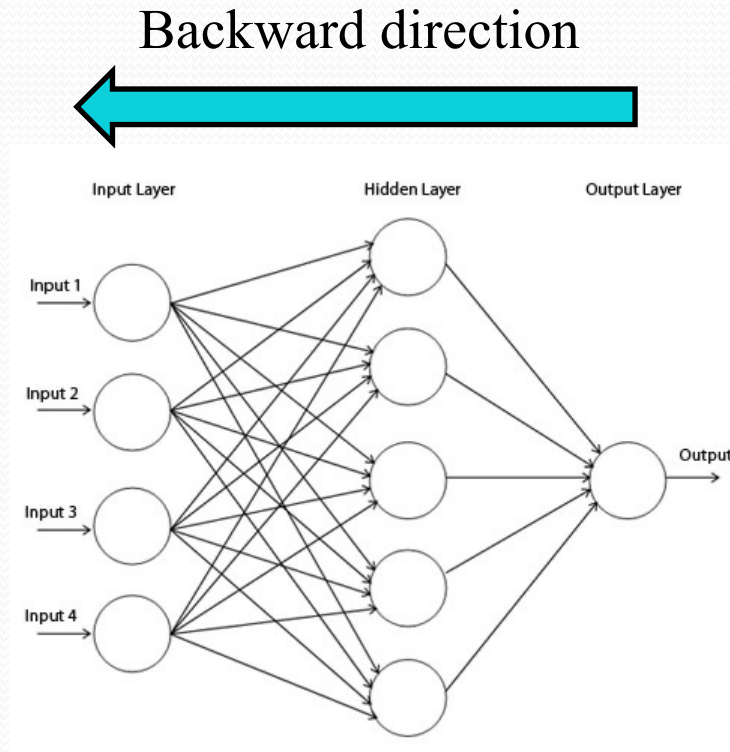 Backward direction
Input Layer
Hidden Layer
Output Layer
Input 1
Input 2
Input 3
Input 4
Output